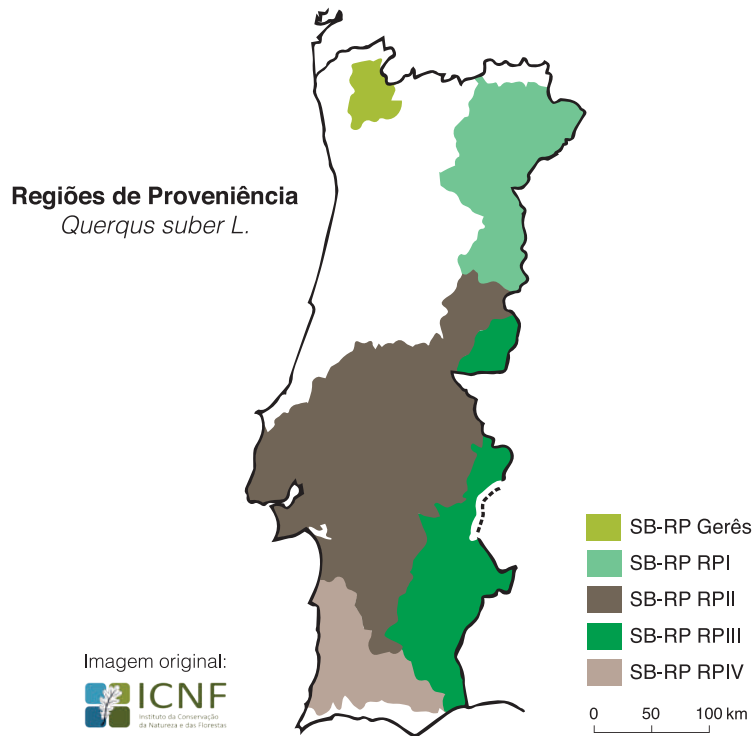 Regiões de Proveniência
Querqus suber L.
SB-RP Gerês
SB-RP RPI
SB-RP RPII
SB-RP RPIII
SB-RP RPIV
Imagem original:
ICNF
Instituto da Conservação
da Natureza e das Florestas
0 50 100 km